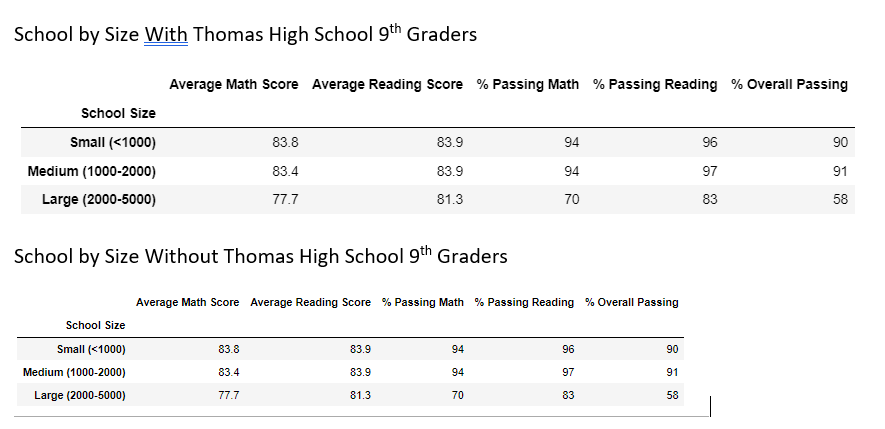 School by Size With Thomas High School 9th Graders
Average Math Score Average Reading Score % Passing Math % Passing Reading % Overall Passing
School Size
Small (<1000) 83.8 83.9 94 96 90
Medium (1000-2000) 83.4 83.9 94 97 91
Large (2000-5000) 77.7 81.3 70 83 58
School by Size Without Thomas High School 9th Graders
Average Math Score Average Reading Score % Passing Math % Passing Reading % Overall Passing
School Size
Small (<1000) 83.8 83.9 94 96 90
Medium (1000-2000) 83.4 83.9 94 97 91
Large (2000-5000) 77.7 81.3 70 83 58